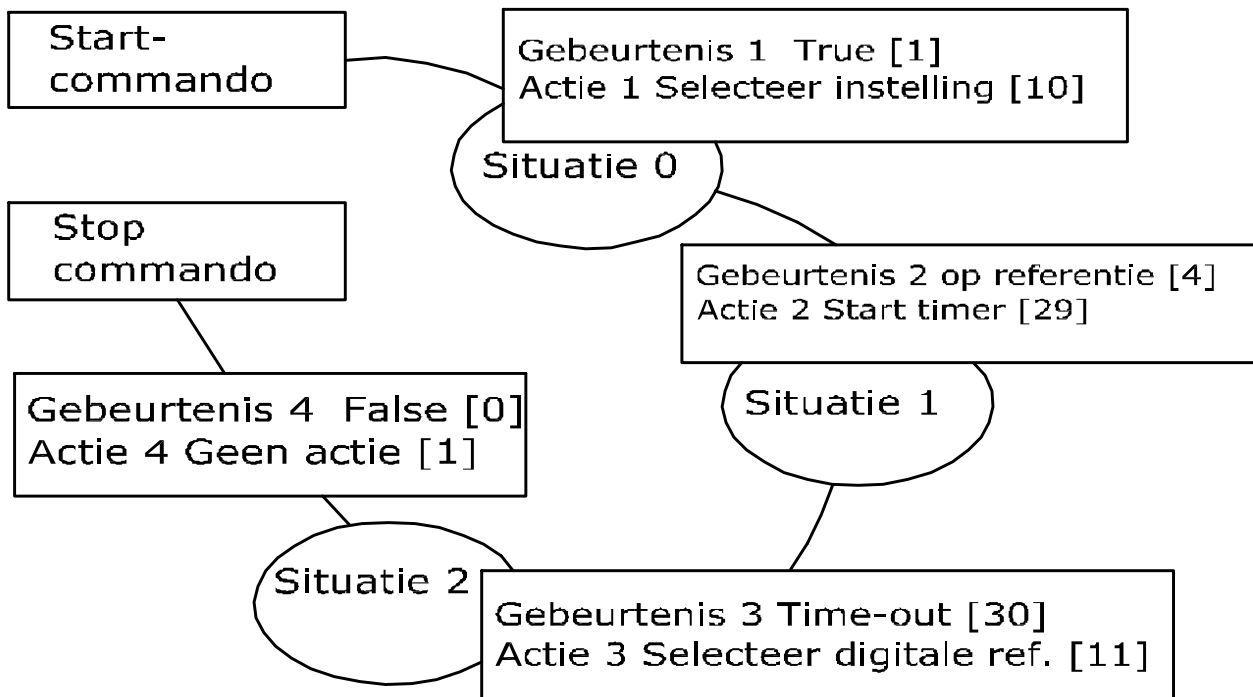 Start-
commando
Gebeurtenis 1 True [1]
Actie 1 Selecteer instelling [10]
Situatie 0
Stop
commando
Gebeurtenis 2 op referentie [4]
Actie 2 Start timer [29]
Situatie 1
Gebeurtenis 4 False [0]
Actie 4 Geen actie [1]
Situatie 2
Gebeurtenis 3 Time-out [30]
Actie 3 Selecteer digitale ref. [11]